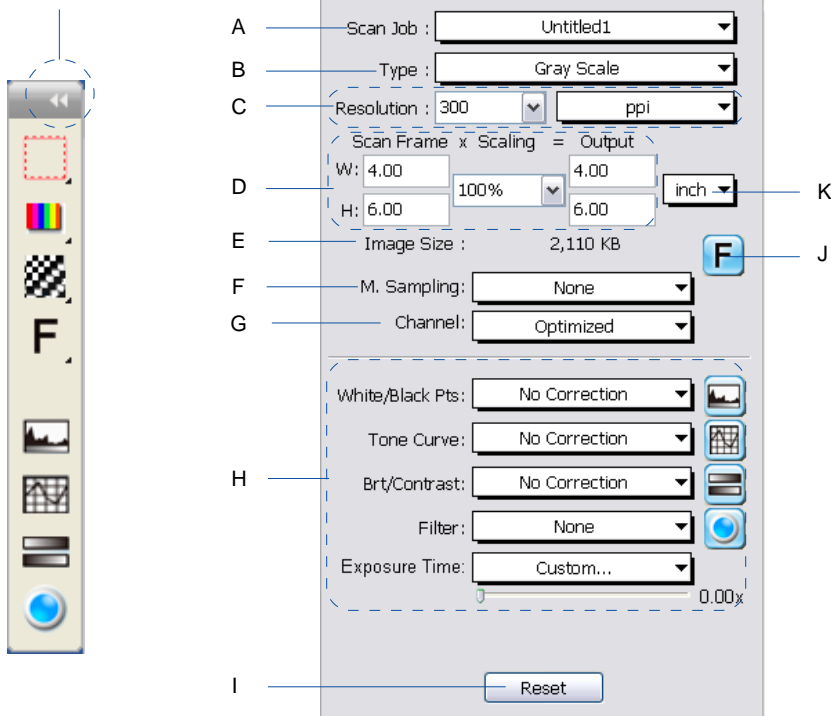 A Scan Job : Untitled1
B Type : Gray Scale
C Resolution : 300 ppi
Scan Frame x Scaling = Output
W: 4.00 100% 4.00
D inch K
H: 6.00 6.00
E Image Size : 2,110 KB
F J
F M. Sampling: None
G Channel: Optimized
White/Black Pts: No Correction
F
Tone Curve: No Correction
H Brt/Contrast: No Correction
Filter: None
Exposure Time: Custom...
0.00x
I Reset